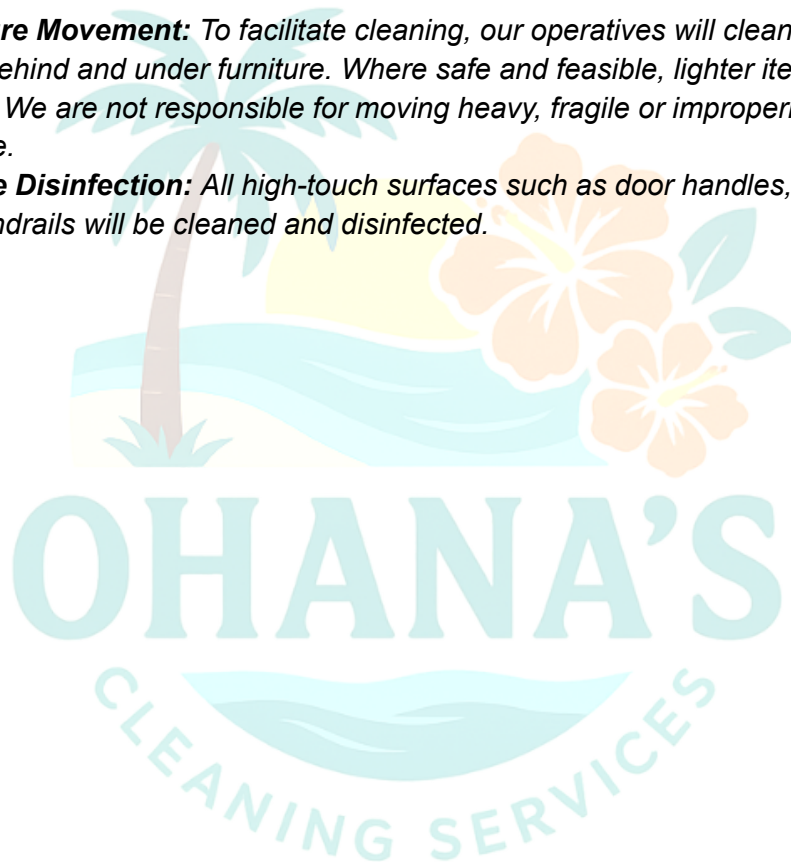 re Movement: To facilitate cleaning, our operatives will clean
ehind and under furniture. Where safe and feasible, lighter ite
We are not responsible for moving heavy, fragile or improper
e.
e Disinfection: All high-touch surfaces such as door handles,
ndrails will be cleaned and disinfected.
OHANA'S
CLEANING SERVICES